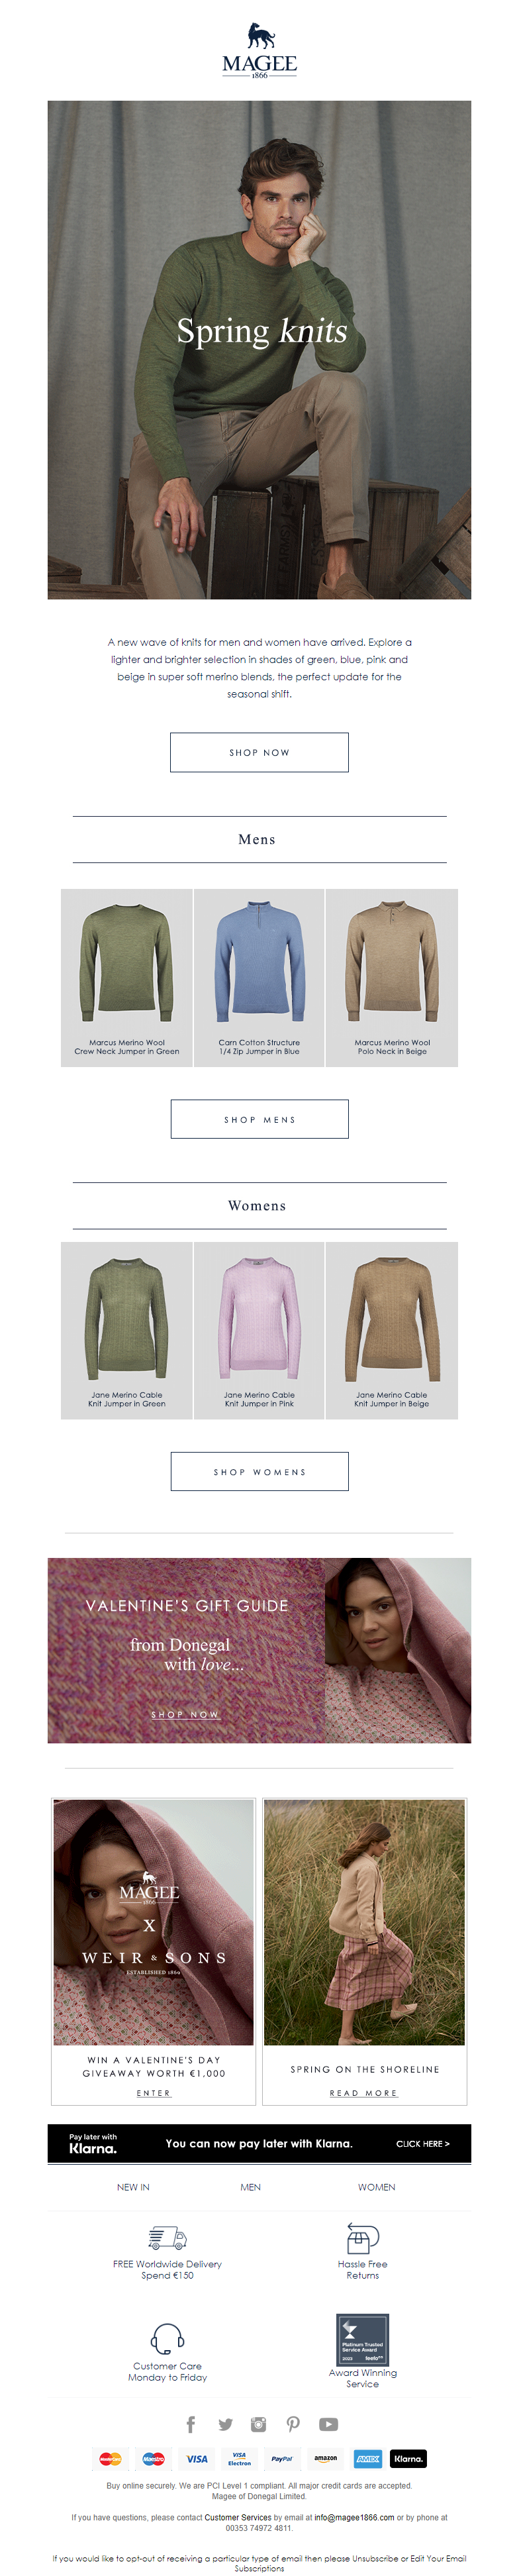 MAGEE
1866
Spring knits
A new wave of knits for men and women have arrived. Explore a
lighter and brighter selection in shades of green, blue, pink and
beige in super soft merino blends, the perfect update for the
seasonal shift.
SHOP NOW
Mens
Marcus Merino Wool
Crew Neck Jumper in Green
Carn Cotton Structure
1/4 Zip Jumper in Blue
Marcus Merino Wool
Polo Neck in Beige
SHOP MENS
Womens
Jane Merino Cable
Knit Jumper in Green
Jane Merino Cable
Knit Jumper in Pink
Jane Merino Cable
Knit Jumper in Beige
SHOP WOMENS
VALENTINE'S GIFT GUIDE
from Donegal
with love...
SHOP NOW
MAGEE
1866
X
WEIR & SONS
ESTABLISHED 1869
WIN A VALENTINE'S DAY
GIVEAWAY WORTH €1,000
ENTER
SPRING ON THE SHORELINE
READ MORE
Pay later with
Klarna.
You can now pay later with Klarna.
CLICK HERE >
NEW IN
MEN
WOMEN
FREE Worldwide Delivery
Spend €150
Hassle Free
Returns
Customer Care
Monday to Friday
Platinum Trusted
Service Award
2023 feefo
Award Winning
Service
MasterCard
Maestro
VISA
VISA
Electron
PayPal
amazon
AMEX
Klarna.
Buy online securely. We are PCI Level 1 compliant. All major credit cards are accepted.
Magee of Donegal Limited.
If you have questions, please contact Customer Services by email at info@magee1866.com or by phone at
00353 74972 4811.
If you would like to opt-out of receiving a particular type of email then please Unsubscribe or Edit Your Email
Subscriptions